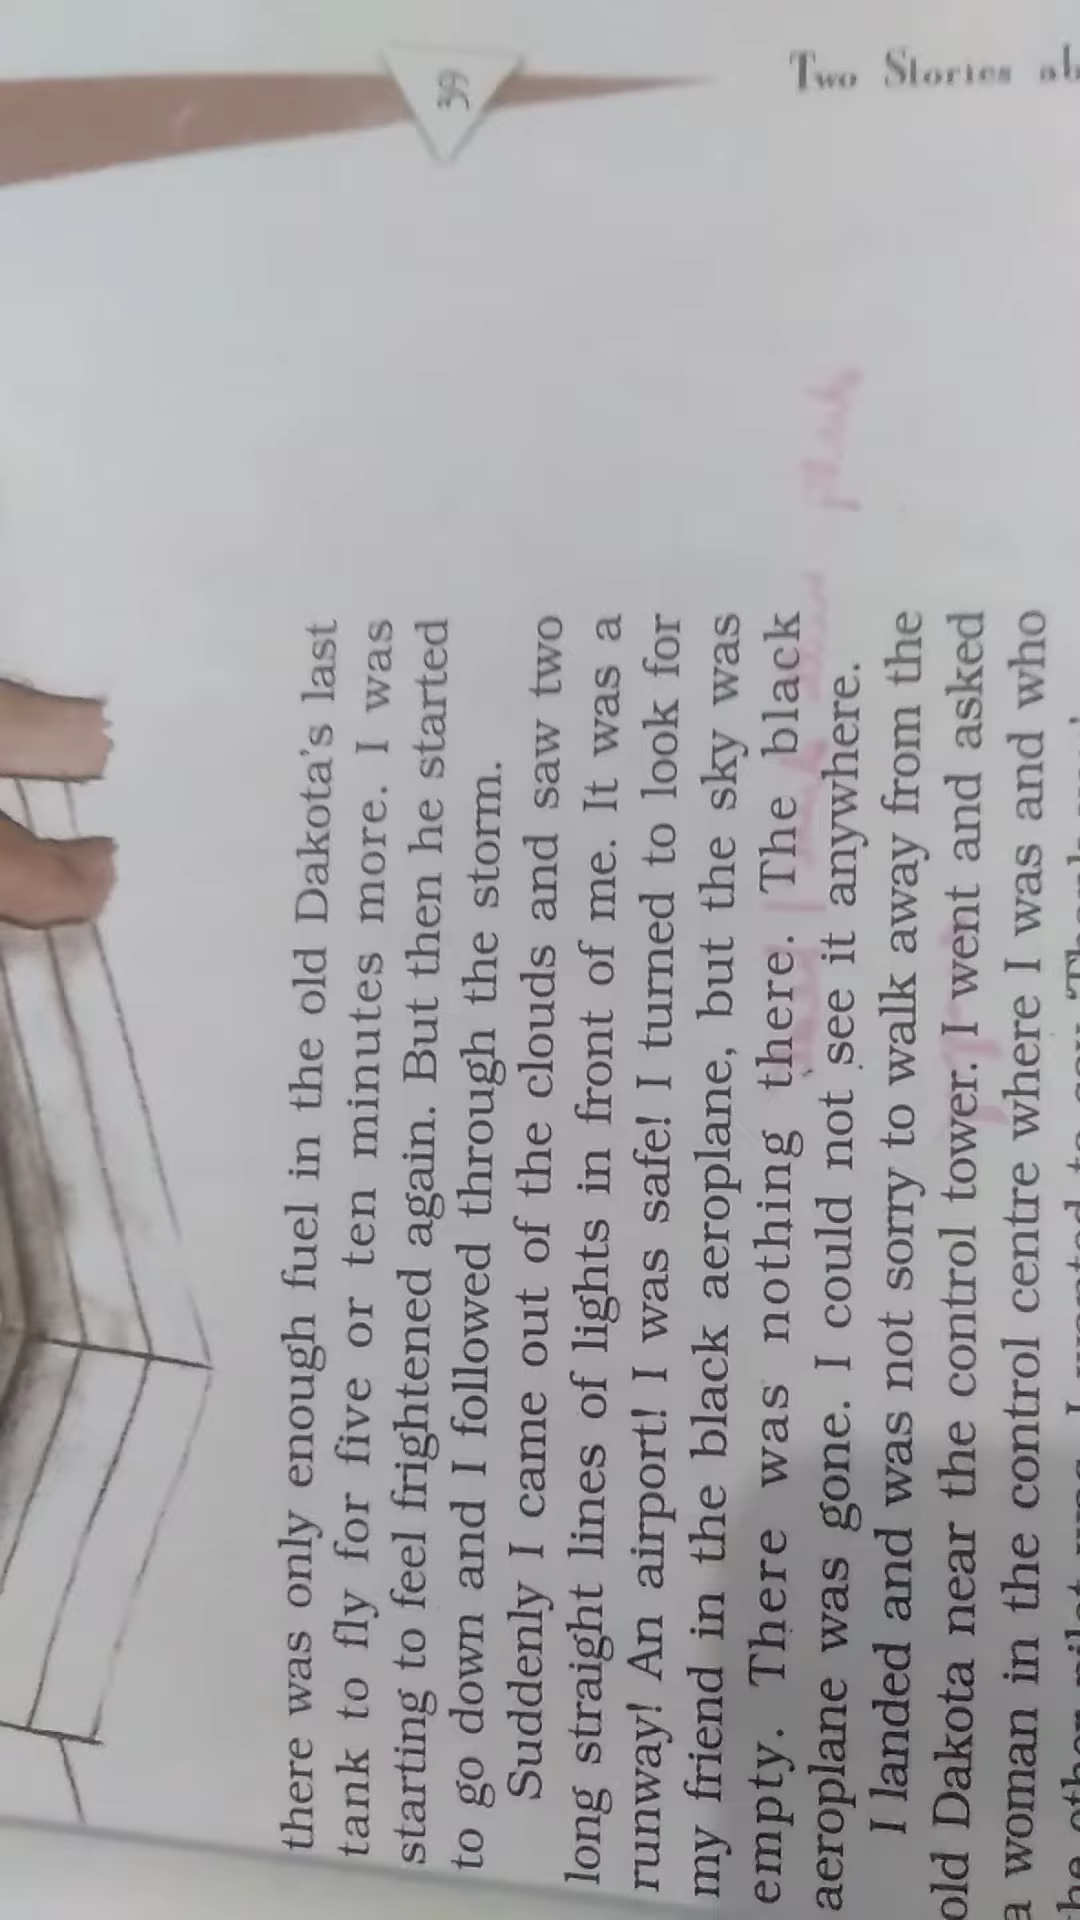 there was only enough fuel in the old Dakota's last
tank to fly for five or ten minutes more. I was
starting to feel frightened again. But then he started
to go down and I followed through the storm.
Suddenly I came out of the clouds and saw two
long straight lines of lights in front of me. It was a
runway! An airport! I was safe! I turned to look for
my friend in the black aeroplane, but the sky was
empty. There was nothing there. The black
aeroplane was gone. I could not see it anywhere.
I landed and was not sorry to walk away from the
old Dakota near the control tower. I went and asked
a woman in the control centre where I was and who
39
Two Stories